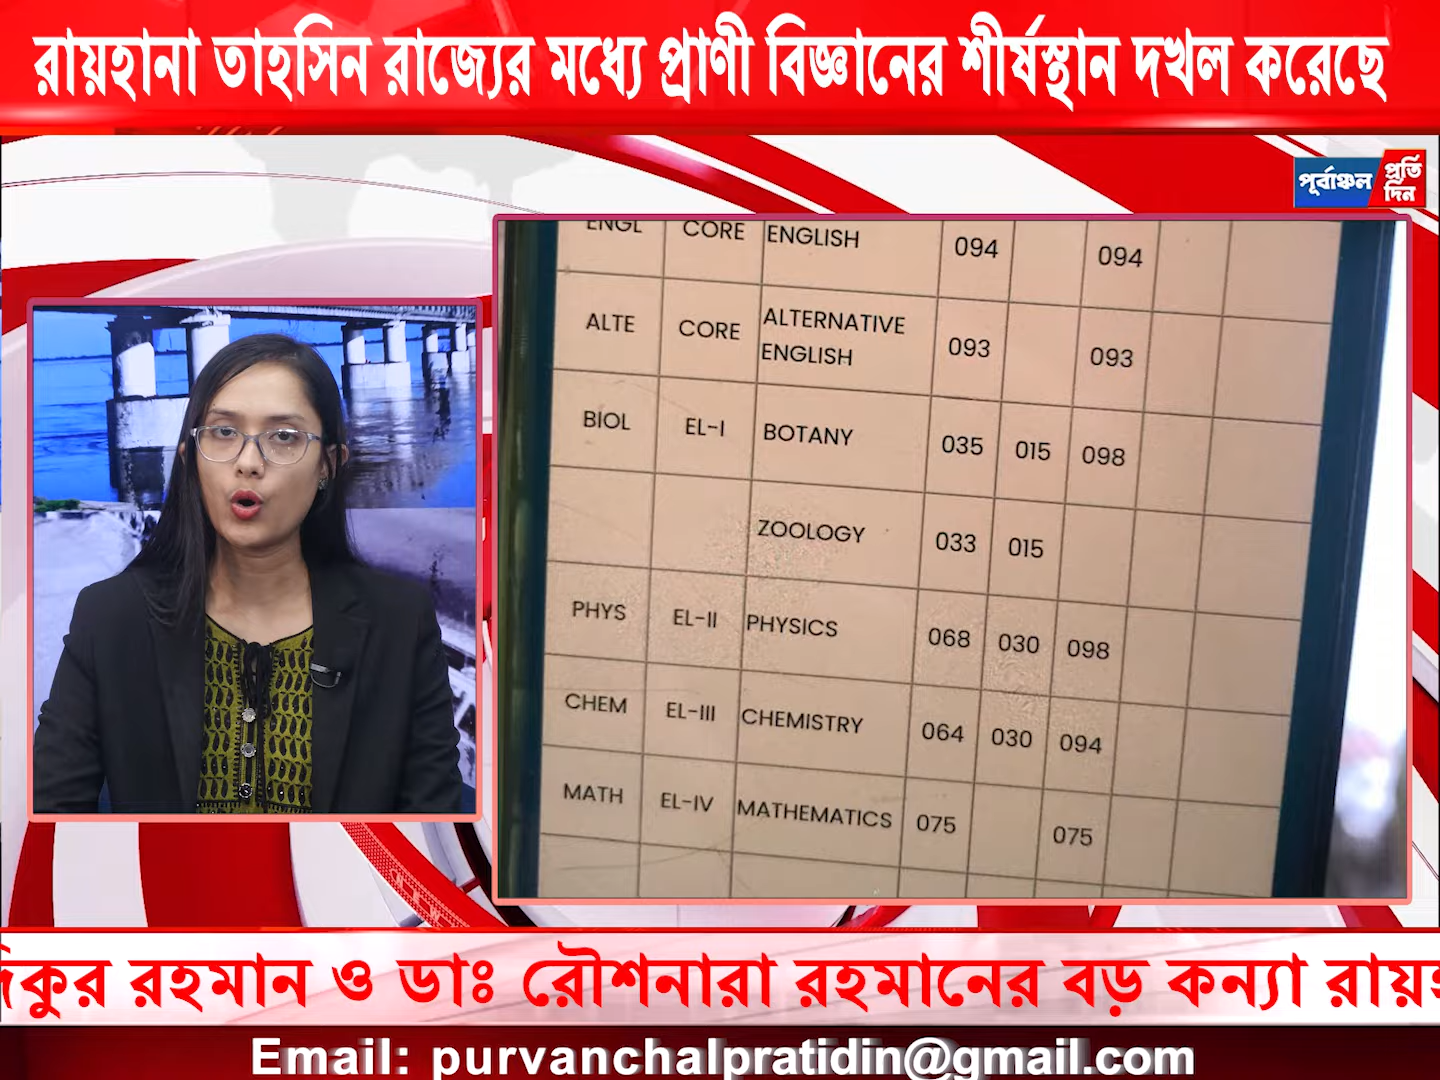 রায়হানা তাহসিন রাজ্যের মধ্যে প্রাণী বিজ্ঞানের শীর্ষস্থান দখল করেছে
পূর্বাঞ্চল প্রতিদিন
ENGL CORE ENGLISH 094 094
ALTE CORE ALTERNATIVE ENGLISH 093 093
BIOL EL-I BOTANY 035 015 098
ZOOLOGY 033 015
PHYS EL-II PHYSICS 068 030 098
CHEM EL-III CHEMISTRY 064 030 094
MATH EL-IV MATHEMATICS 075 075
রহমান ও ডাঃ রৌশনারা রহমানের বড় কন্যা
Email: purvanchalpratidin@gmail.com